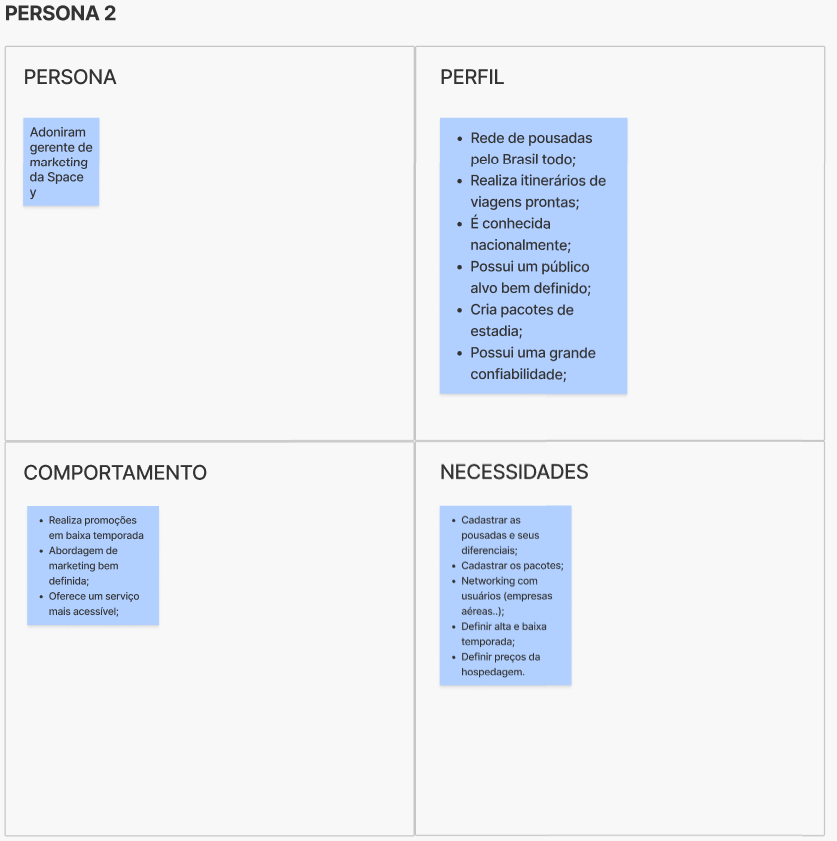 PERSONA 2
PERSONA
Adoniram
gerente de
marketing
da Space
y
PERFIL
• Rede de pousadas
pelo Brasil todo;
• Realiza itinerários de
viagens prontas;
• É conhecida
nacionalmente;
• Possui um público
alvo bem definido;
• Cria pacotes de
estadia;
• Possui uma grande
confiabilidade;
COMPORTAMENTO
• Realiza promoções
em baixa temporada
• Abordagem de
marketing bem
definida;
• Oferece um serviço
mais acessível;
NECESSIDADES
• Cadastrar as
pousadas e seus
diferenciais;
• Cadastrar os pacotes;
• Networking com
usuários (empresas
aéreas..);
• Definir alta e baixa
temporada;
• Definir preços da
hospedagem.